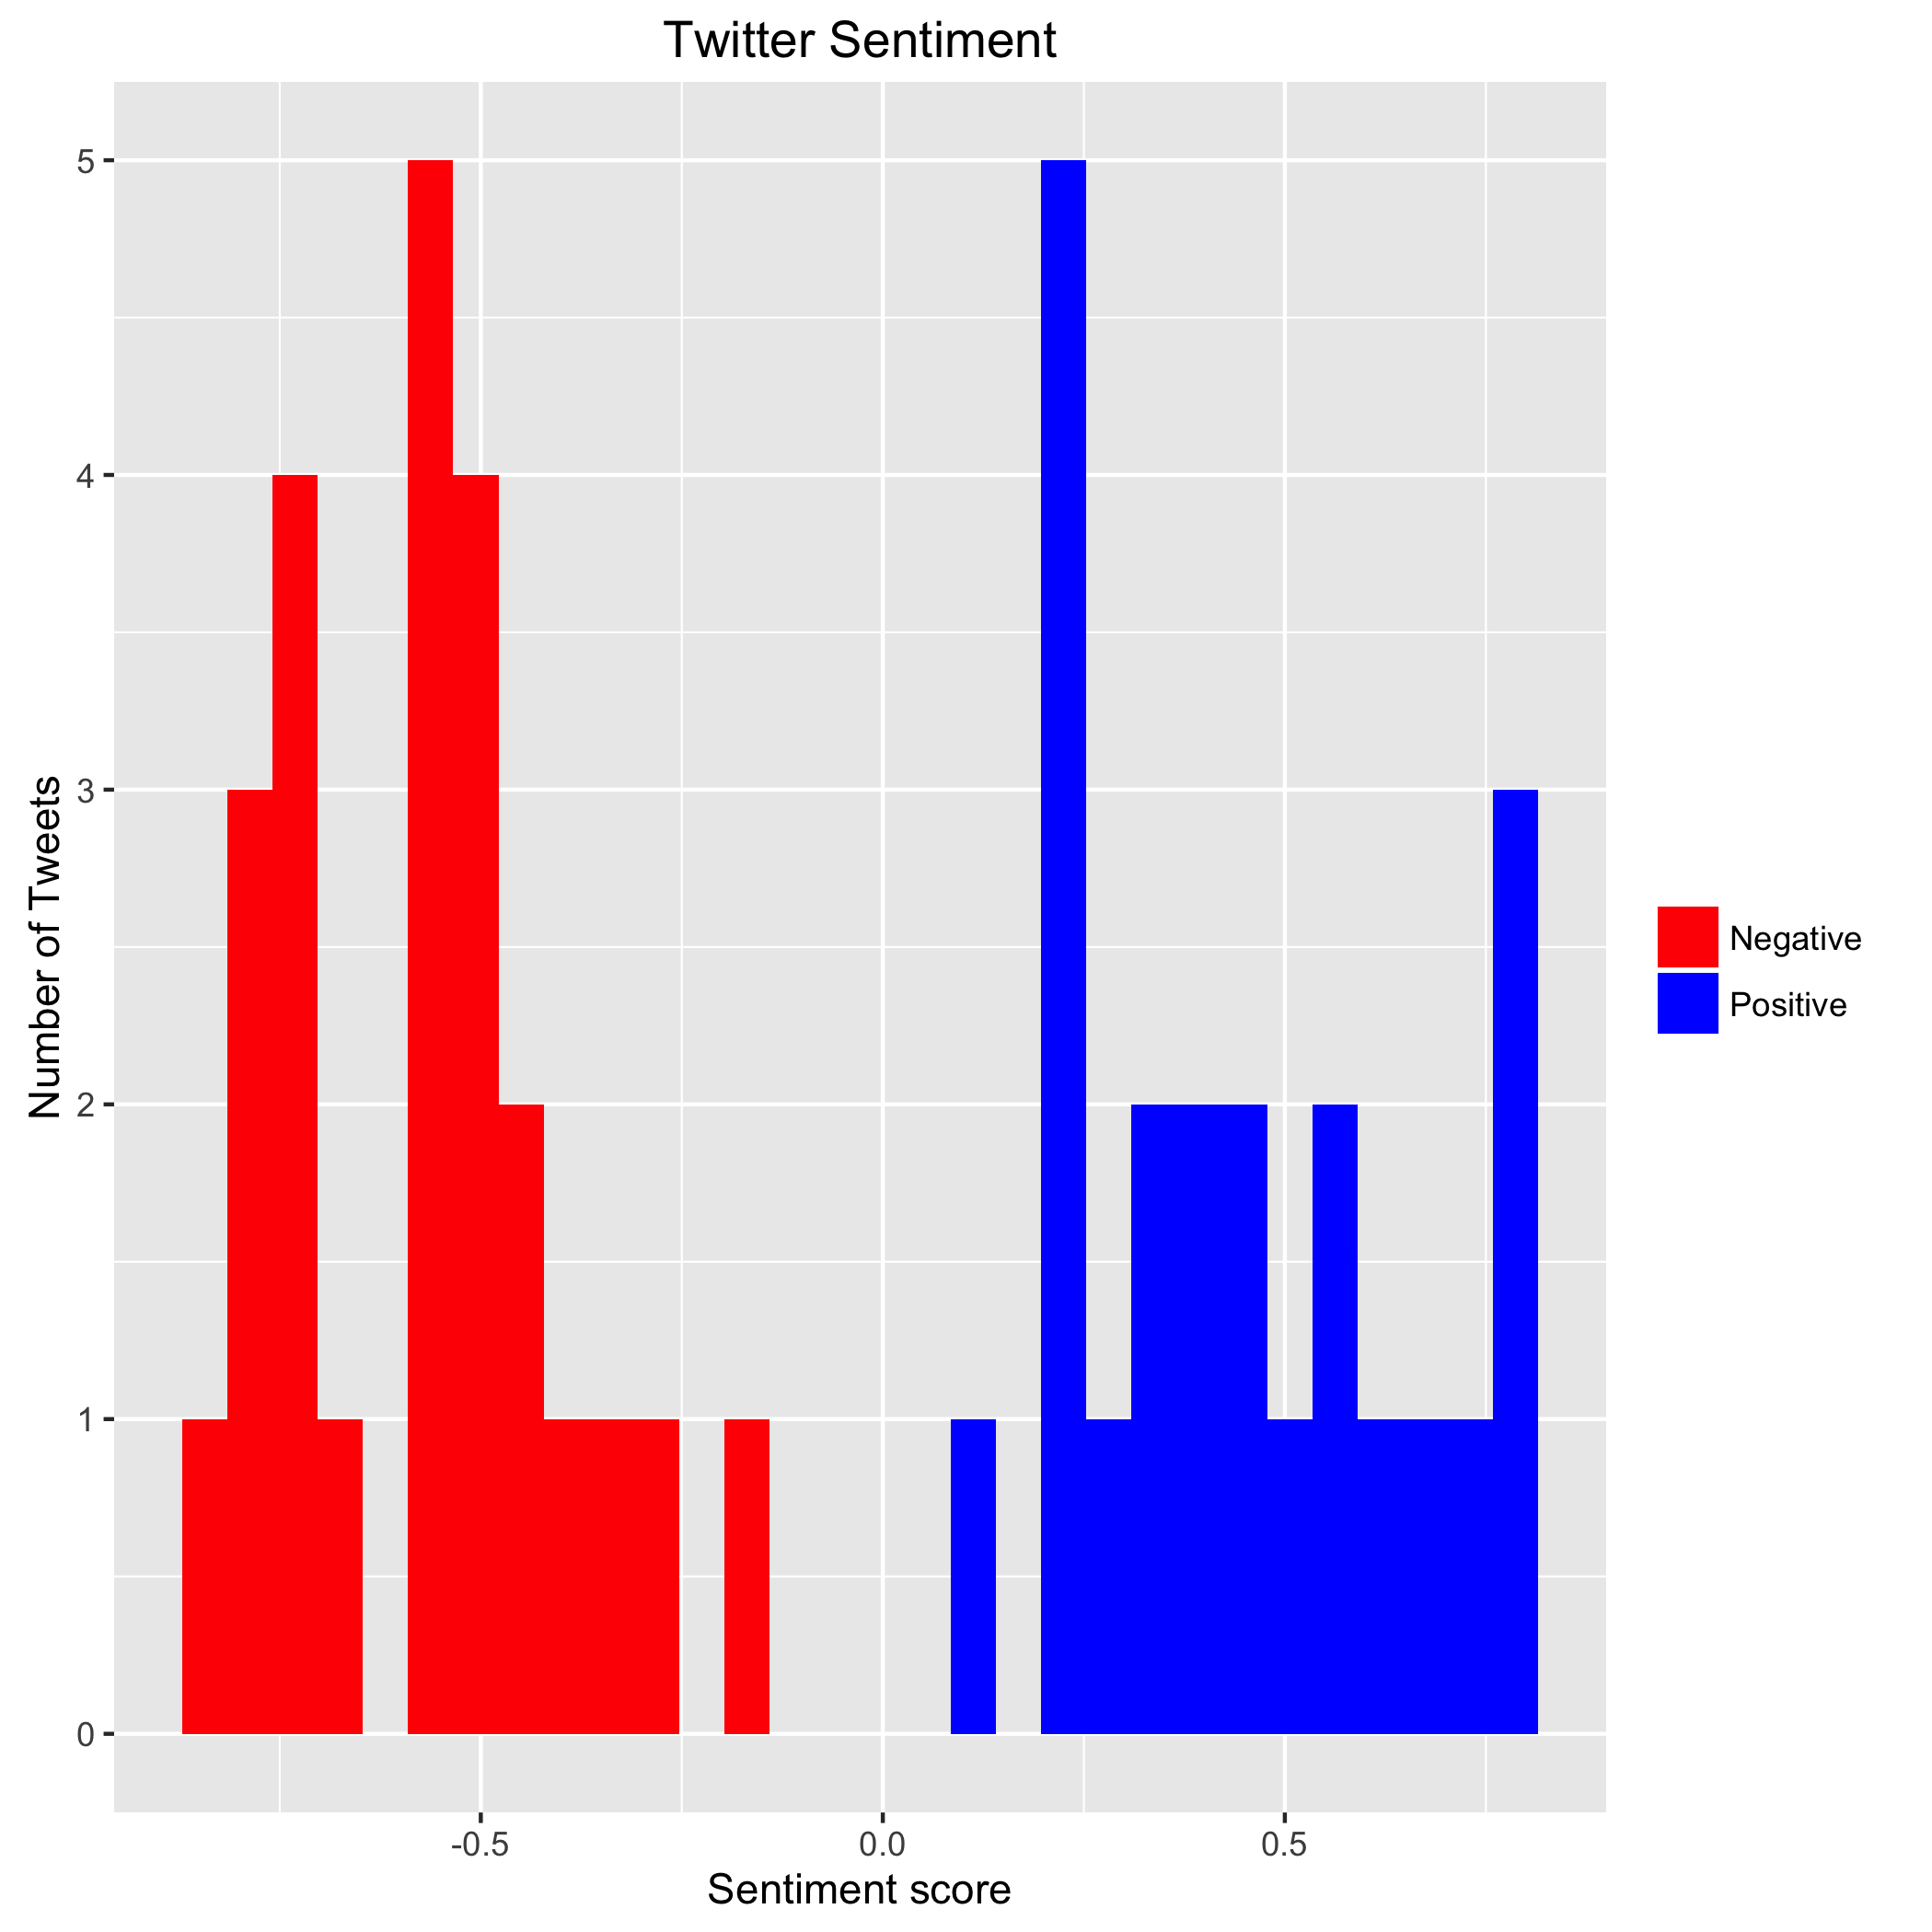 Twitter Sentiment
Number of Tweets
5
4
3
2
1
0
-0.5
0.0
0.5
Sentiment score
Negative
Positive